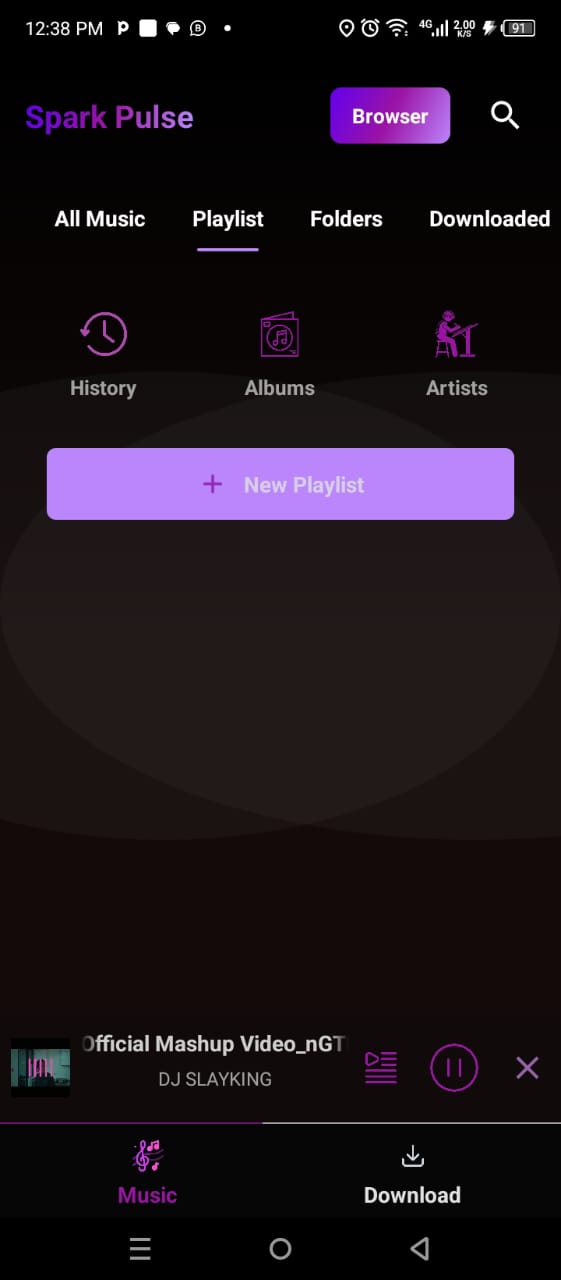 12:38 PM 4G 2.00 K/S 91
Spark Pulse Browser
All Music Playlist Folders Downloaded
History Albums Artists
+ New Playlist
Official Mashup Video_nGT
DJ SLAYKING
Music Download